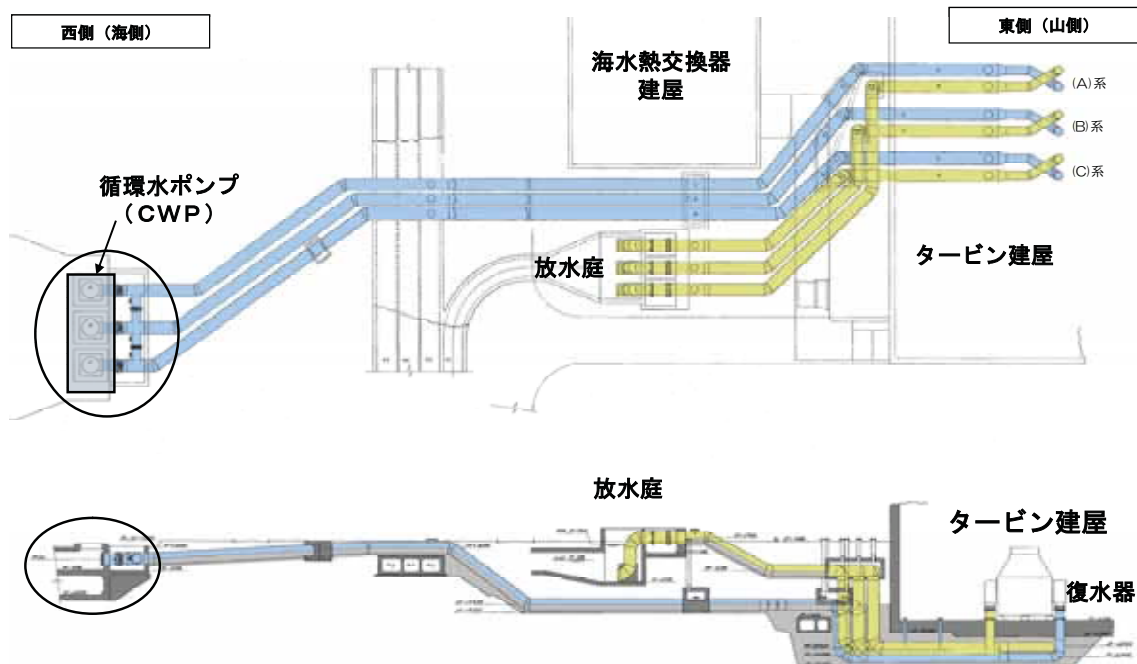 西側（海側）
東側（山側）
海水熱交換器
建屋
(A)系
(B)系
(C)系
循環水ポンプ
（ＣＷＰ）
放水庭
タービン建屋
放水庭
タービン建屋
復水器